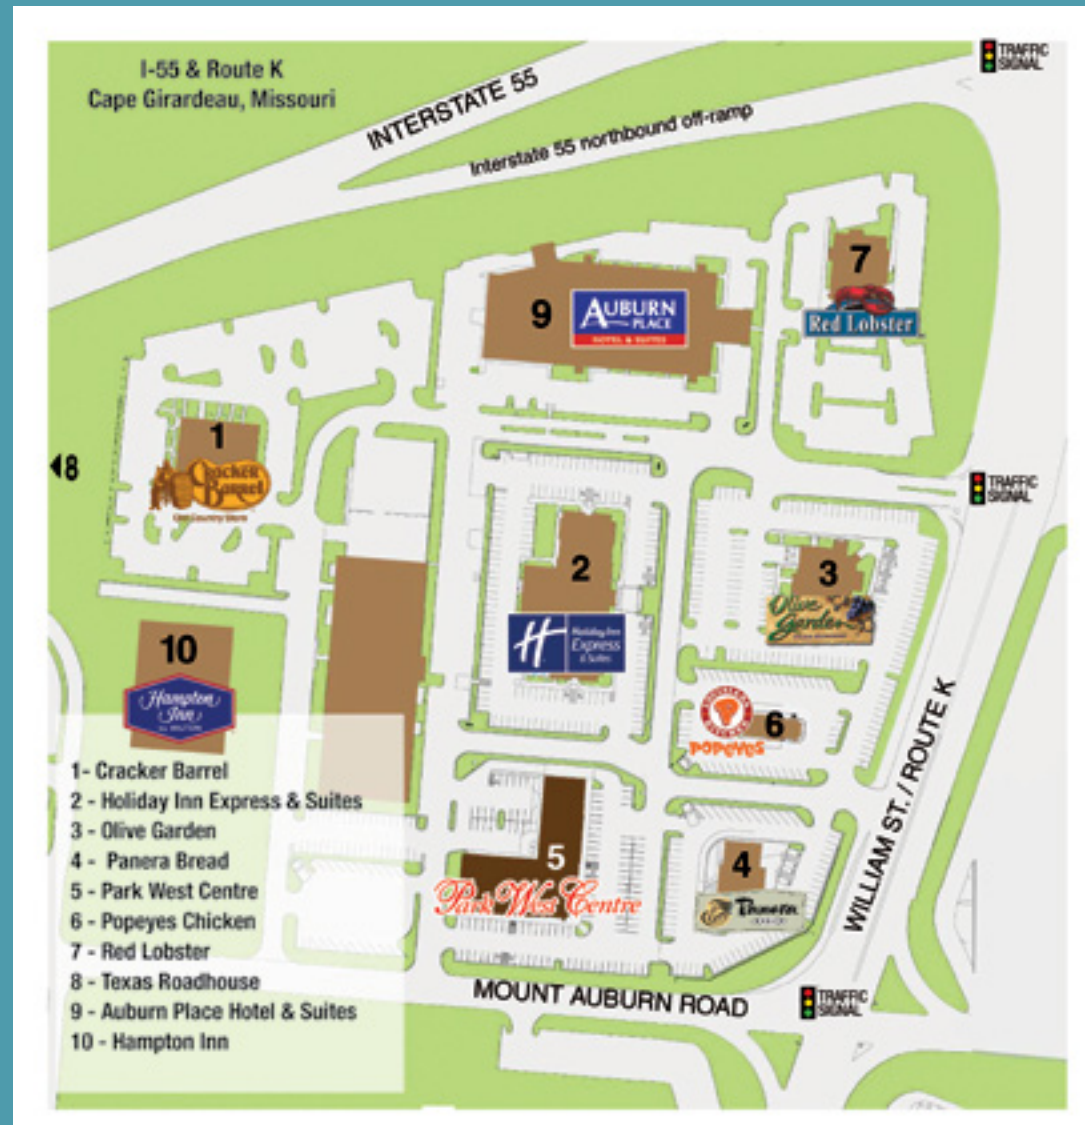 I-55 & Route K
Cape Girardeau, Missouri
INTERSTATE 55
Interstate 55 northbound off-ramp
TRAFFIC
SIGNAL
7
Red Lobster
9
AUBURN
PLACE
HOTEL & SUITES
1
Cracker
Barrel
Old Country Store
8
TRAFFIC
SIGNAL
2
H
Holiday Inn
Express
& Suites
3
Olive
Garden
10
Hampton
Inn
by HILTON
6
POPEYES
WILLIAM ST. / ROUTE K
5
Park West Centre
4
Panera
BREAD
MOUNT AUBURN ROAD
TRAFFIC
SIGNAL
1- Cracker Barrel
2 - Holiday Inn Express & Suites
3 - Olive Garden
4 - Panera Bread
5 - Park West Centre
6 - Popeyes Chicken
7 - Red Lobster
8 - Texas Roadhouse
9 - Auburn Place Hotel & Suites
10 - Hampton Inn